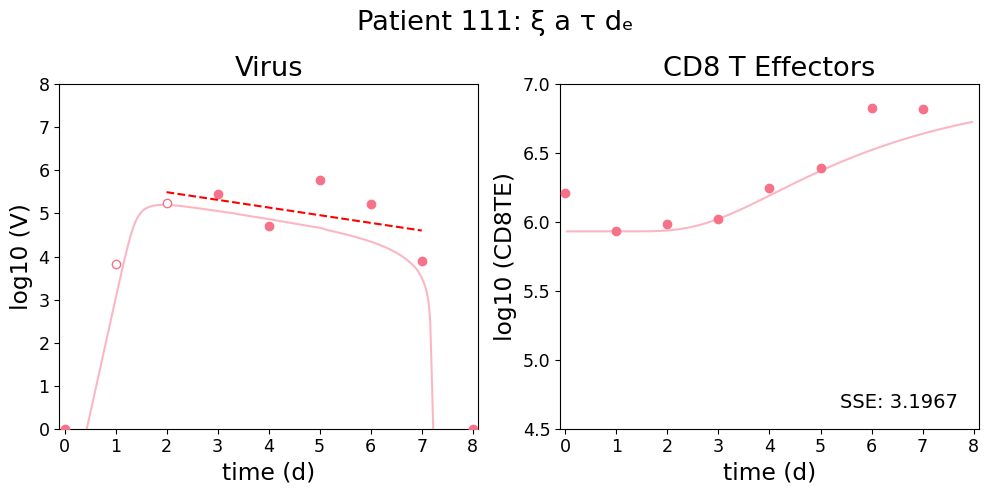 Patient 111: ξ a τ dₑ
Virus
log10 (V)
8
7
6
5
4
3
2
1
0
0 1 2 3 4 5 6 7 8
time (d)
CD8 T Effectors
log10 (CD8TE)
7.0
6.5
6.0
5.5
5.0
4.5
SSE: 3.1967
0 1 2 3 4 5 6 7 8
time (d)